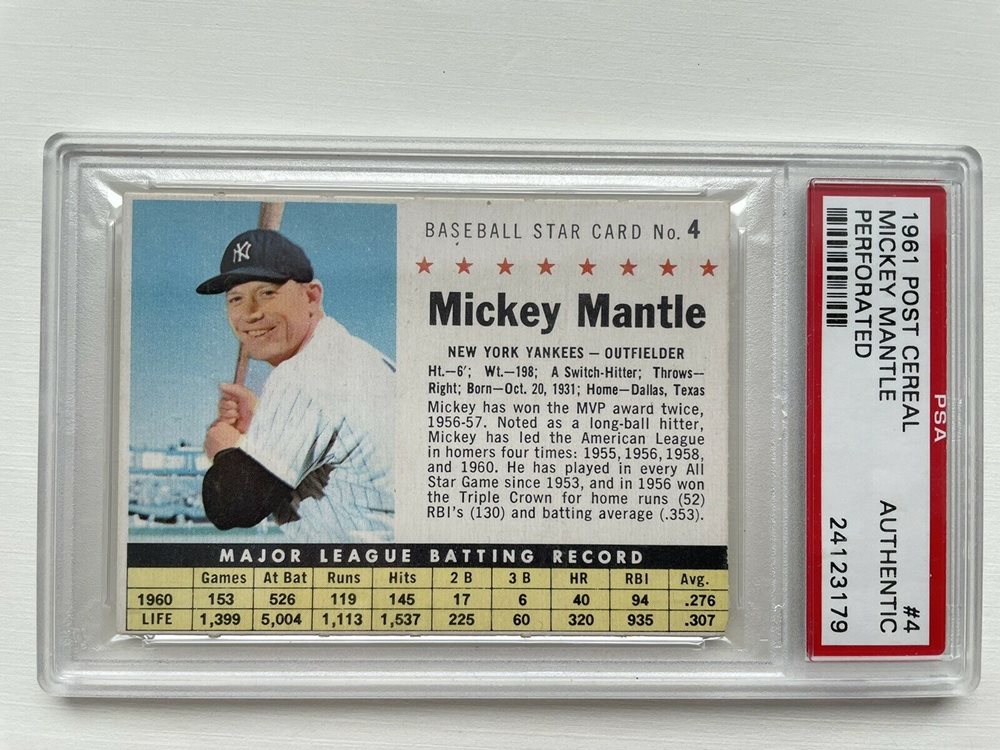 BASEBALL STAR CARD No. 4
Mickey Mantle
NEW YORK YANKEES — OUTFIELDER
Ht.—6'; Wt.—198; A Switch-Hitter; Throws—
Right; Born—Oct. 20, 1931; Home—Dallas, Texas
Mickey has won the MVP award twice,
1956-57. Noted as a long-ball hitter,
Mickey has led the American League
in homers four times: 1955, 1956, 1958,
and 1960. He has played in every All
Star Game since 1953, and in 1956 won
the Triple Crown for home runs (52)
RBI's (130) and batting average (.353).
NY
MAJOR LEAGUE BATTING RECORD
Games At Bat Runs Hits 2 B 3 B HR RBI Avg.
1960 153 526 119 145 17 6 40 94 .276
LIFE 1,399 5,004 1,113 1,537 225 60 320 935 .307
PSA
1961 POST CEREAL #4
MICKEY MANTLE AUTHENTIC
PERFORATED 24123179